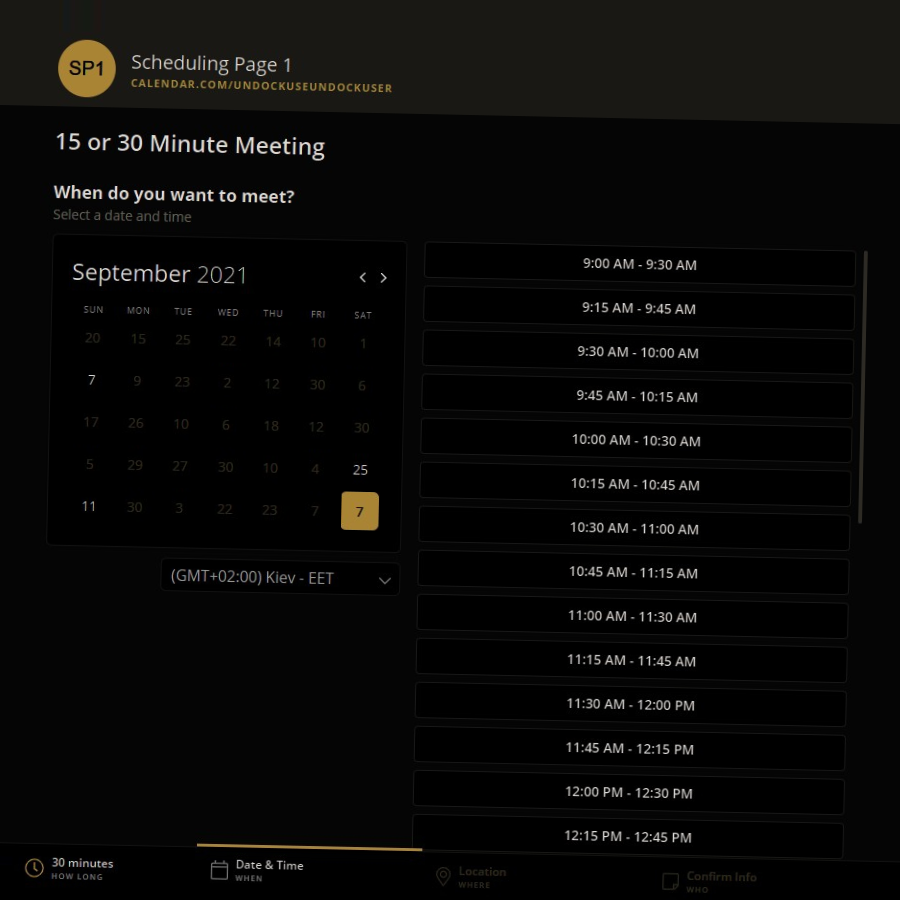 SP1
Scheduling Page 1
CALENDAR.COM/UNDOCKUSEUNDOCKUSER
15 or 30 Minute Meeting
When do you want to meet?
Select a date and time
September 2021
SUN MON TUE WED THU FRI SAT
20 15 25 22 14 10 1
7 9 23 2 12 30 6
17 26 10 6 18 12 30
5 29 27 30 10 4 25
11 30 3 22 23 7 7
(GMT+02:00) Kiev - EET
9:00 AM - 9:30 AM
9:15 AM - 9:45 AM
9:30 AM - 10:00 AM
9:45 AM - 10:15 AM
10:00 AM - 10:30 AM
10:15 AM - 10:45 AM
10:30 AM - 11:00 AM
10:45 AM - 11:15 AM
11:00 AM - 11:30 AM
11:15 AM - 11:45 AM
11:30 AM - 12:00 PM
11:45 AM - 12:15 PM
12:00 PM - 12:30 PM
12:15 PM - 12:45 PM
30 minutes
HOW LONG
Date & Time
WHEN
Location
WHERE
Confirm Info
WHO